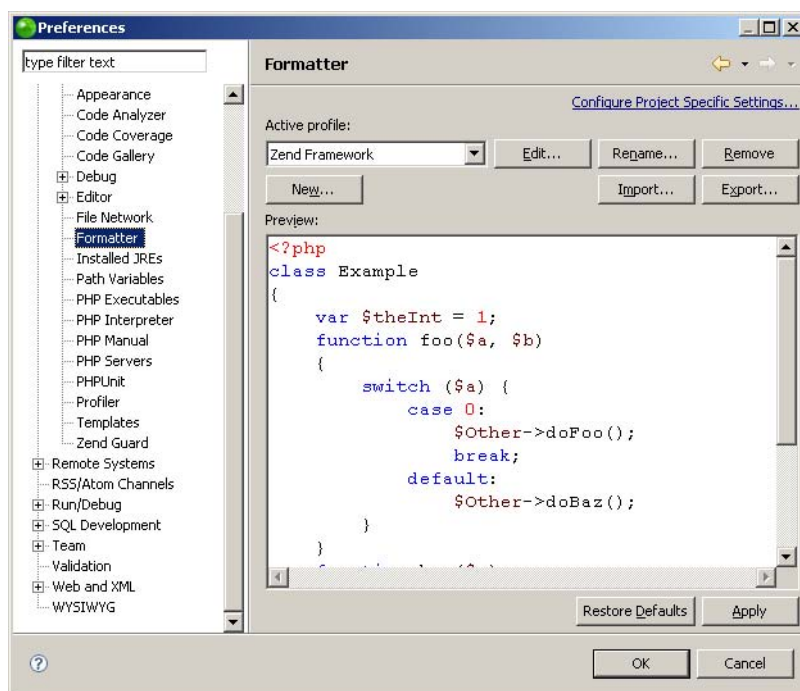 Preferences
type filter text
Appearance
Code Analyzer
Code Coverage
Code Gallery
Debug
Editor
File Network
Formatter
Installed JREs
Path Variables
PHP Executables
PHP Interpreter
PHP Manual
PHP Servers
PHPUnit
Profiler
Templates
Zend Guard
Remote Systems
RSS/Atom Channels
Run/Debug
SQL Development
Team
Validation
Web and XML
WYSIWYG
Formatter
Configure Project Specific Settings...
Active profile:
Zend Framework
Edit...
Rename...
Remove
New...
Import...
Export...
Preview:
<?php
class Example
{
    var $theInt = 1;
    function foo($a, $b)
    {
        switch ($a) {
            case 0:
                $Other->doFoo();
                break;
            default:
                $Other->doBaz();
        }
    }
Restore Defaults
Apply
OK
Cancel